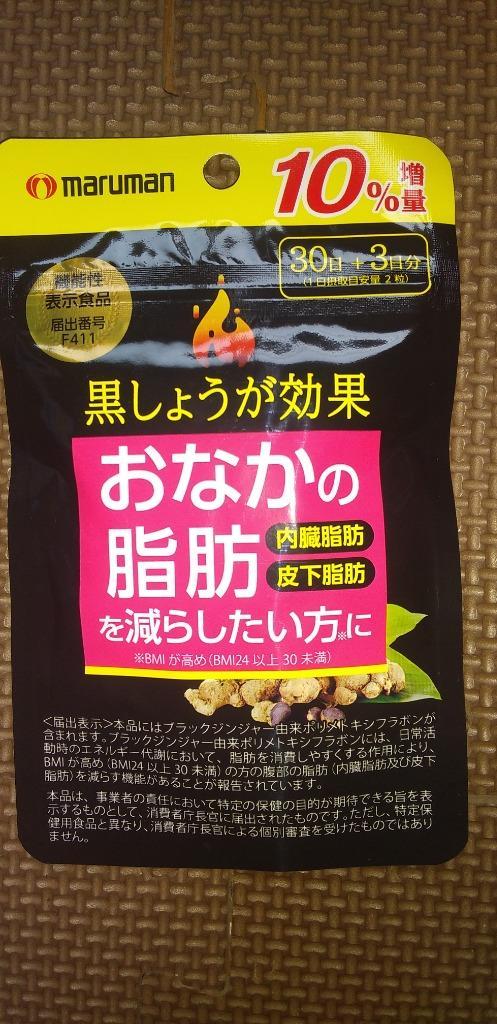 maruman
10%増量
30日+3日分
(1日摂取目安量 2粒)
機能性
表示食品
届出番号
F411
黒しょうが効果
おなかの
脂肪
内臓脂肪
皮下脂肪
を減らしたい方※に
※BMIが高め(BMI24以上30未満)
<届出表示>本品にはブラックジンジャー由来ポリメトキシフラボンが
含まれます。ブラックジンジャー由来ポリメトキシフラボンには、日常活
動時のエネルギー代謝において、脂肪を消費しやすくする作用により、
BMIが高め(BMI24以上30未満)の方の腹部の脂肪(内臓脂肪及び皮下
脂肪)を減らす機能があることが報告されています。
本品は、事業者の責任において特定の保健の目的が期待できる旨を表
示するものとして、消費者庁長官に届出されたものです。ただし、特定保
健用食品と異なり、消費者庁長官による個別審査を受けたものではあり
ません。